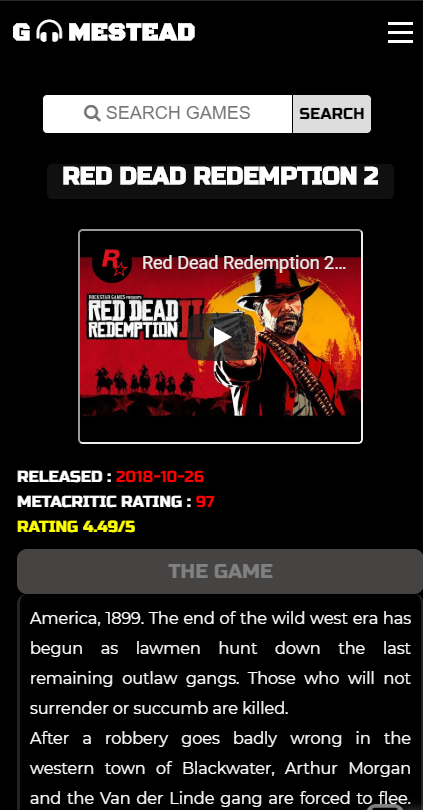 G MESTEAD
SEARCH GAMES
SEARCH
RED DEAD REDEMPTION 2
R
Red Dead Redemption 2...
ROCKSTAR GAMES PRESENTS
RED DEAD
REDEMPTION II
RELEASED : 2018-10-26
METACRITIC RATING : 97
RATING 4.49/5
THE GAME
America, 1899. The end of the wild west era has
begun as lawmen hunt down the last
remaining outlaw gangs. Those who will not
surrender or succumb are killed.
After a robbery goes badly wrong in the
western town of Blackwater, Arthur Morgan
and the Van der Linde gang are forced to flee.